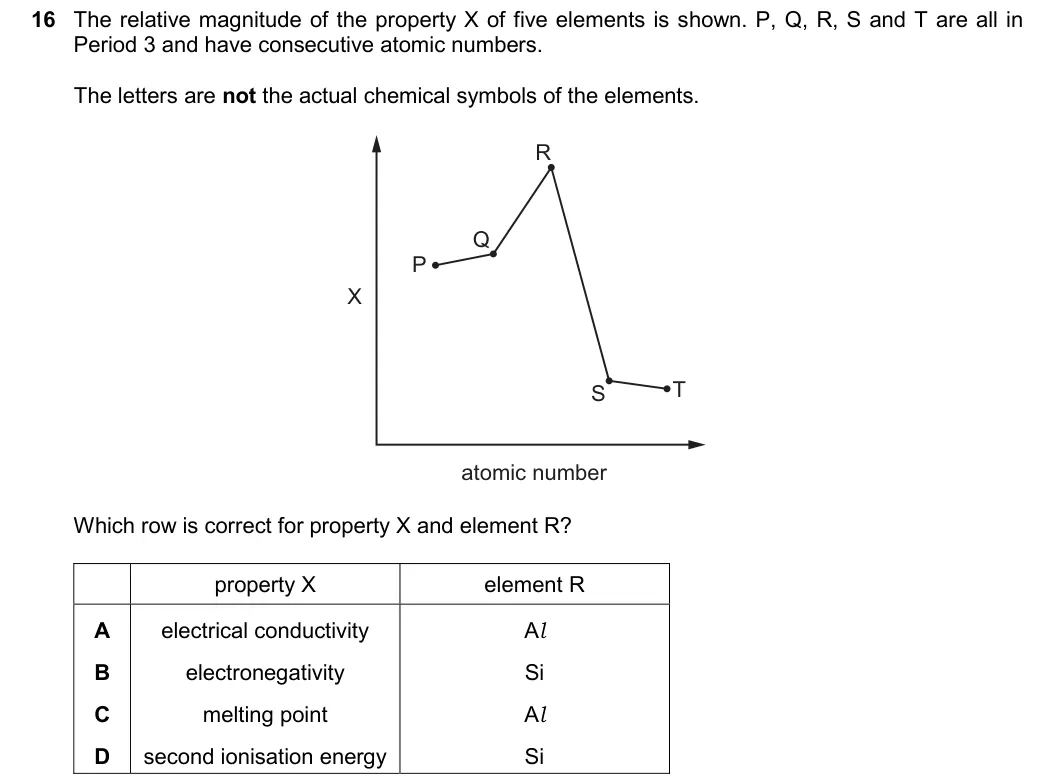 16 The relative magnitude of the property X of five elements is shown. P, Q, R, S and T are all in
Period 3 and have consecutive atomic numbers.
The letters are not the actual chemical symbols of the elements.
R
Q
P
X
S
T
atomic number
Which row is correct for property X and element R?
property X element R
A electrical conductivity Al
B electronegativity Si
C melting point Al
D second ionisation energy Si